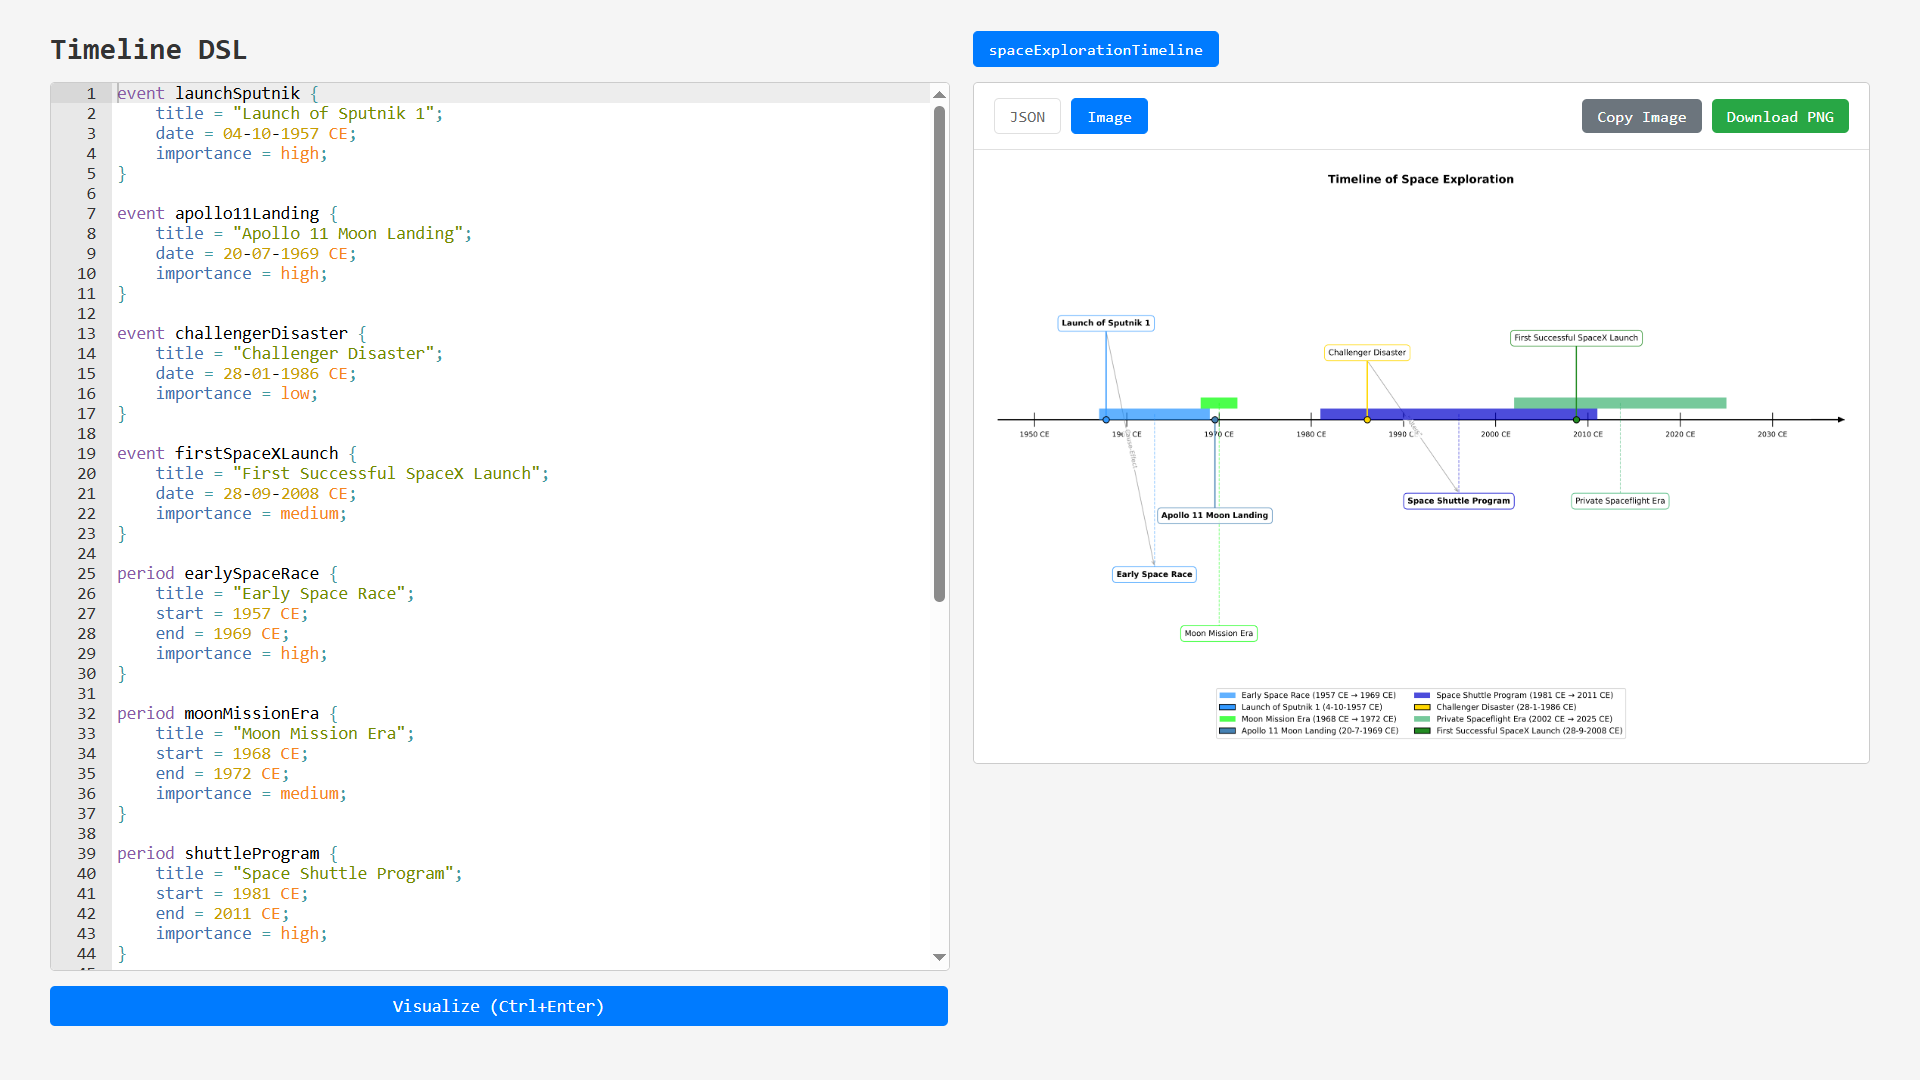 Timeline DSL
1 event launchSputnik {
2     title = "Launch of Sputnik 1";
3     date = 04-10-1957 CE;
4     importance = high;
5 }
6
7 event apollo11Landing {
8     title = "Apollo 11 Moon Landing";
9     date = 20-07-1969 CE;
10     importance = high;
11 }
12
13 event challengerDisaster {
14     title = "Challenger Disaster";
15     date = 28-01-1986 CE;
16     importance = low;
17 }
18
19 event firstSpaceXLaunch {
20     title = "First Successful SpaceX Launch";
21     date = 28-09-2008 CE;
22     importance = medium;
23 }
24
25 period earlySpaceRace {
26     title = "Early Space Race";
27     start = 1957 CE;
28     end = 1969 CE;
29     importance = high;
30 }
31
32 period moonMissionEra {
33     title = "Moon Mission Era";
34     start = 1968 CE;
35     end = 1972 CE;
36     importance = medium;
37 }
38
39 period shuttleProgram {
40     title = "Space Shuttle Program";
41     start = 1981 CE;
42     end = 2011 CE;
43     importance = high;
44 }
Visualize (Ctrl+Enter)
spaceExplorationTimeline
JSON Image Copy Image Download PNG
Timeline of Space Exploration
Launch of Sputnik 1
First Successful SpaceX Launch
Challenger Disaster
1950 CE 1970 CE 1980 CE 1990 2000 CE 2010 CE 2020 CE 2030 CE
Space Shuttle Program
Private Spaceflight Era
Apollo 11 Moon Landing
Early Space Race
Moon Mission Era
Early Space Race (1957 CE → 1969 CE)
Launch of Sputnik 1 (4-10-1957 CE)
Moon Mission Era (1968 CE → 1972 CE)
Apollo 11 Moon Landing (20-7-1969 CE)
Space Shuttle Program (1981 CE → 2011 CE)
Challenger Disaster (28-1-1986 CE)
Private Spaceflight Era (2002 CE → 2025 CE)
First Successful SpaceX Launch (28-9-2008 CE)